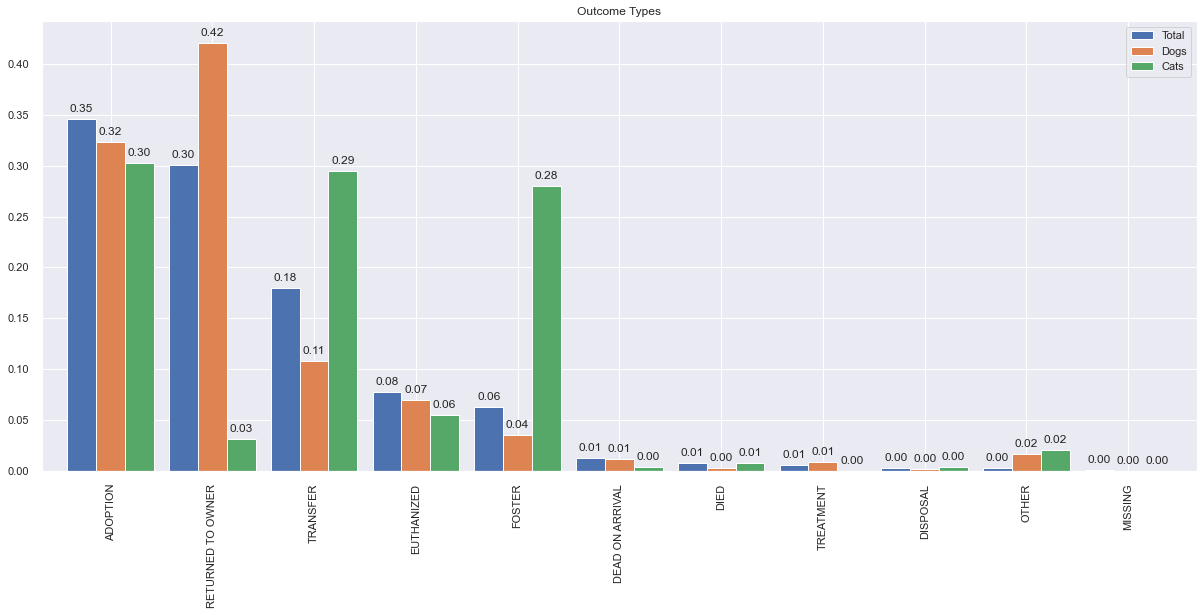 Outcome Types
Total
Dogs
Cats
0.40
0.35
0.30
0.25
0.20
0.15
0.10
0.05
0.00
0.35
0.32
0.30
0.30
0.42
0.03
0.18
0.11
0.29
0.08
0.07
0.06
0.06
0.04
0.28
0.01
0.01
0.00
0.01
0.00
0.01
0.01
0.01
0.00
0.00
0.00
0.00
0.00
0.02
0.02
0.00
0.00
0.00
ADOPTION
RETURNED TO OWNER
TRANSFER
EUTHANIZED
FOSTER
DEAD ON ARRIVAL
DIED
TREATMENT
DISPOSAL
OTHER
MISSING